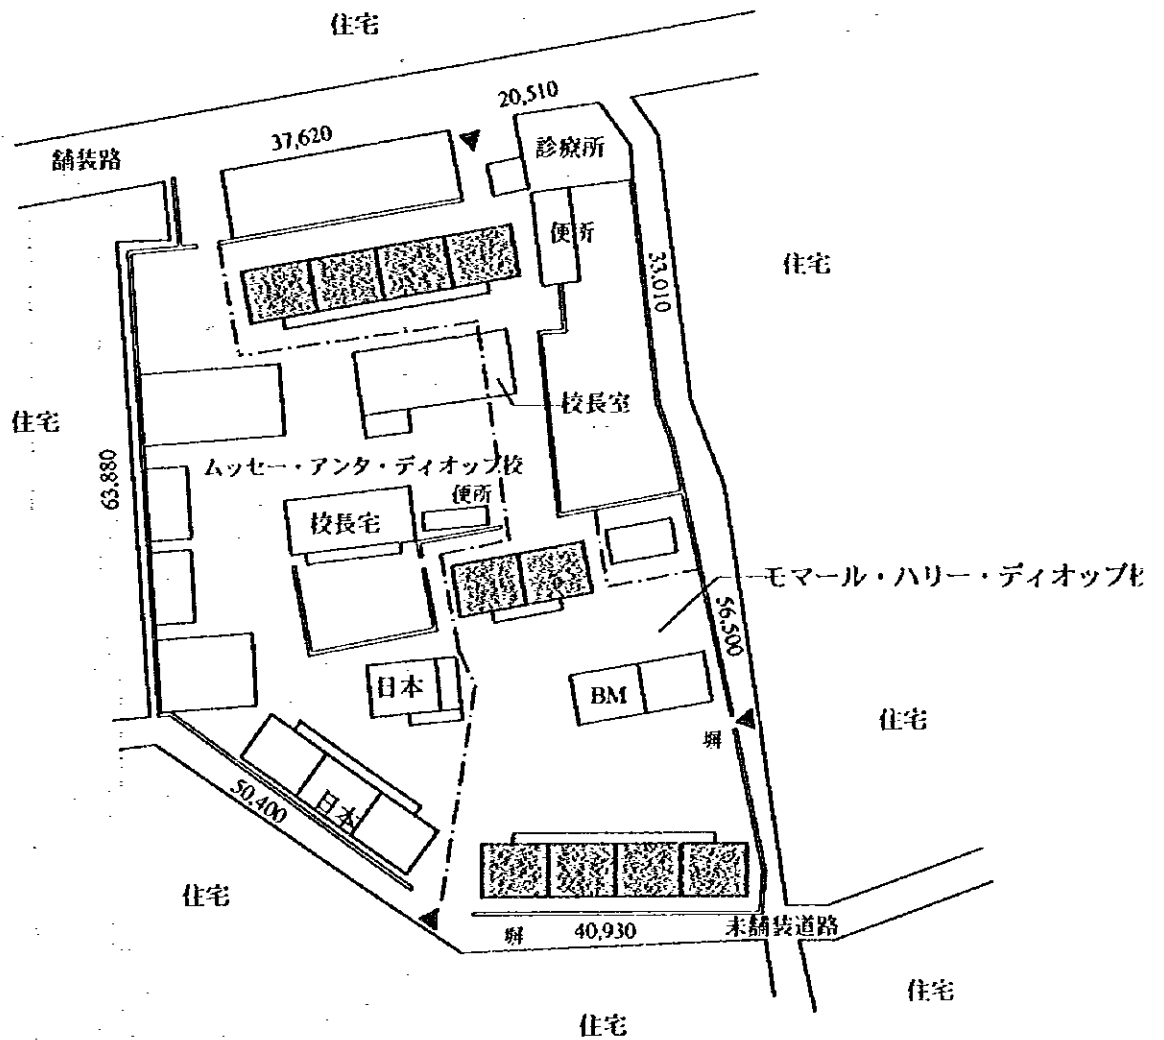 住宅
20,510
37,620
舗装路
診療所
便所
住宅
33,010
校長室
住宅
ムッセー・アンタ・ディオップ校
63.880
便所
校長宅
モマール・ハリー・ディオップ校
56.500
日本
BM
住宅
塀
50.400
日本
住宅
塀
40,930
未舗装道路
住宅
住宅